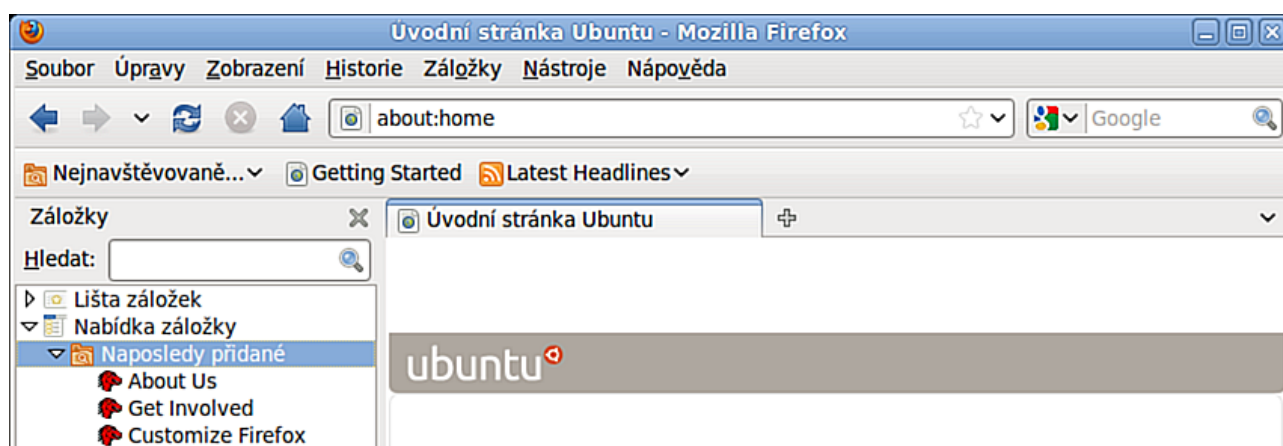 Úvodní stránka Ubuntu - Mozilla Firefox
Soubor Úpravy Zobrazení Historie Záložky Nástroje Nápověda
about:home Google
Nejnavštěvovaně... Getting Started Latest Headlines
Záložky Úvodní stránka Ubuntu
Hledat:
Lišta záložek
Nabídka záložky
Naposledy přidané
ubuntu
About Us
Get Involved
Customize Firefox